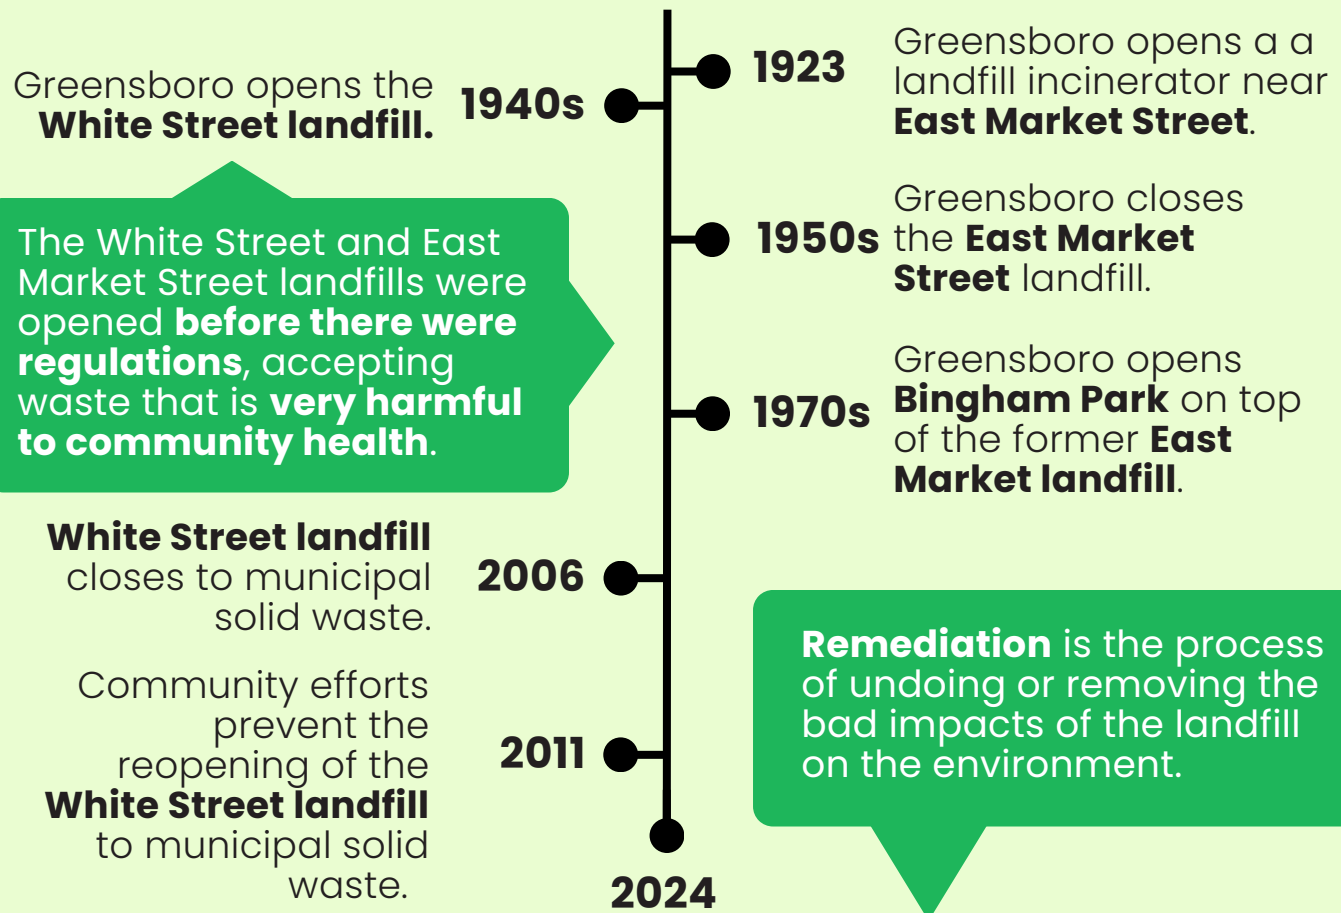 1923
Greensboro opens a a
landfill incinerator near
East Market Street.
Greensboro opens the
White Street landfill.
1940s
The White Street and East
Market Street landfills were
opened before there were
regulations, accepting
waste that is very harmful
to community health.
1950s
Greensboro closes
the East Market
Street landfill.
1970s
Greensboro opens
Bingham Park on top
of the former East
Market landfill.
White Street landfill
closes to municipal
solid waste.
2006
Community efforts
prevent the
reopening of the
White Street landfill
to municipal solid
waste.
2011
Remediation is the process
of undoing or removing the
bad impacts of the landfill
on the environment.
2024